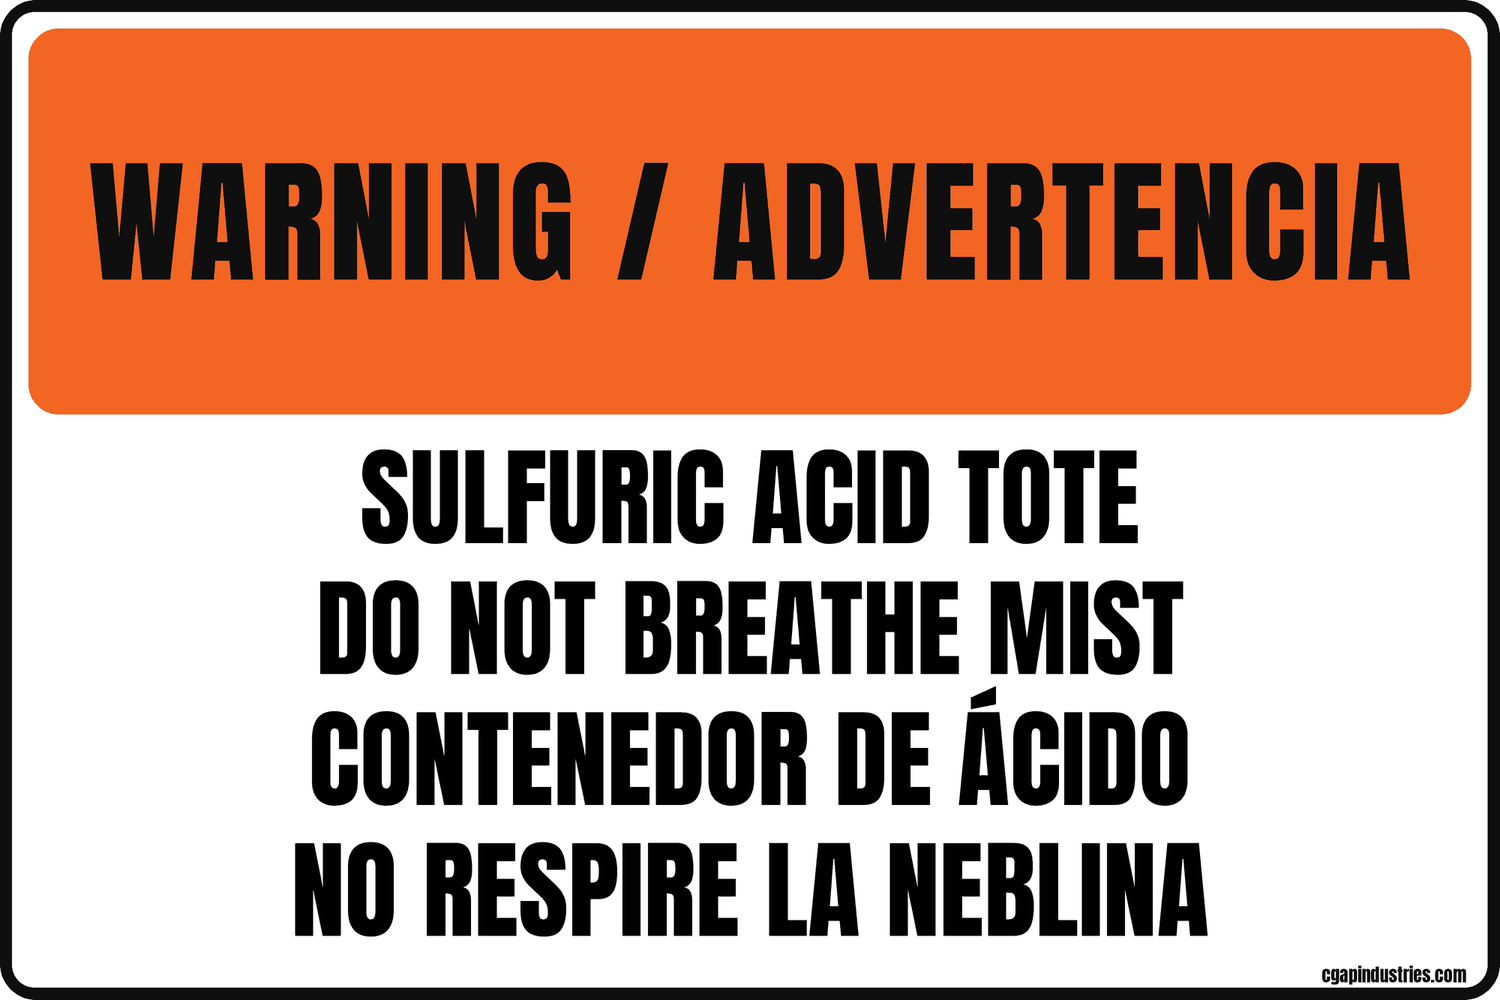 WARNING / ADVERTENCIA
SULFURIC ACID TOTE
DO NOT BREATHE MIST
CONTENEDOR DE ÁCIDO
NO RESPIRE LA NEBLINA
cgapindustries.com